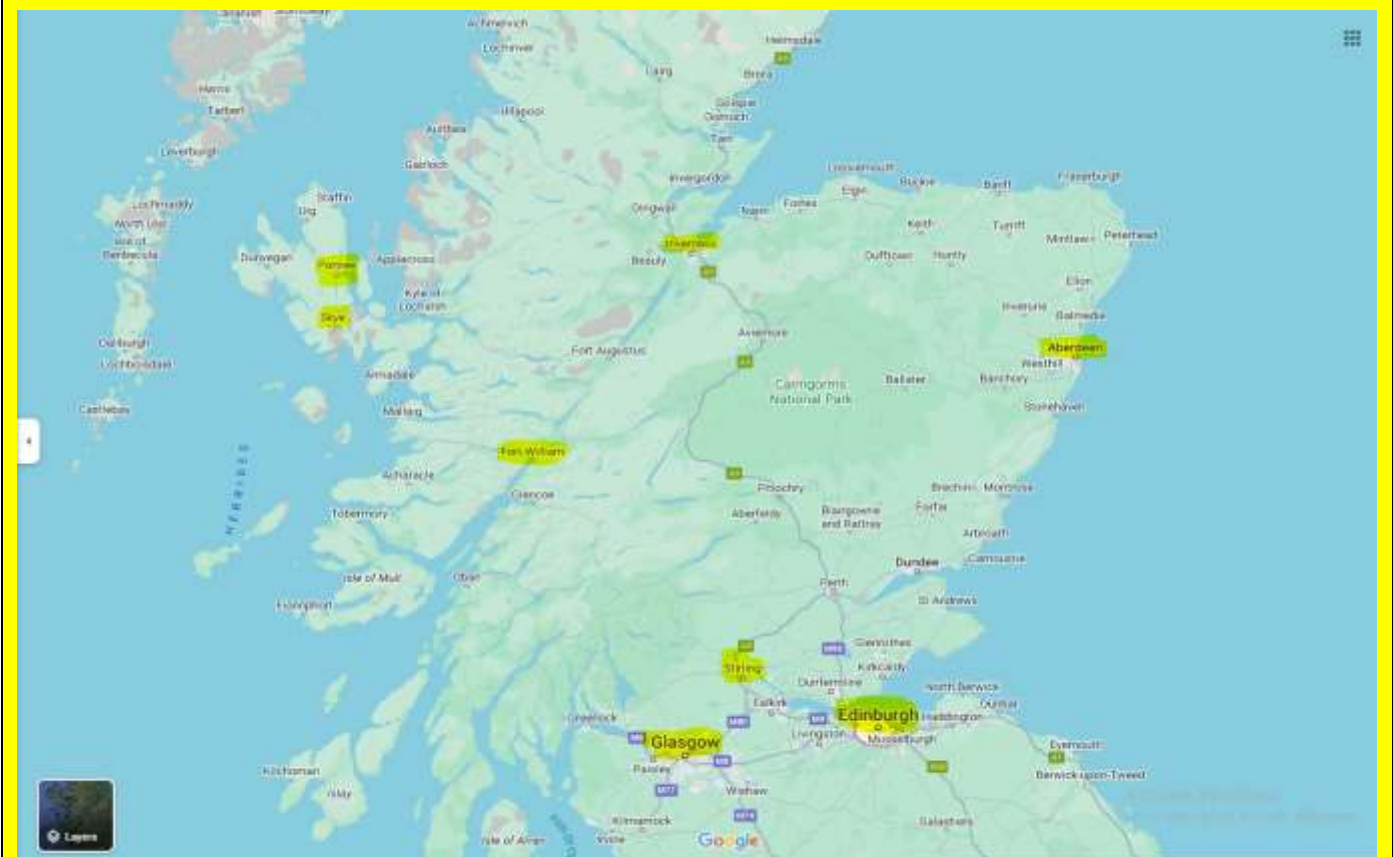 Lochinver
Helmsdale
Lairg
Brora
Harris
Tarbert
Ullapool
Golspie
Dornoch
Tain
Aultbea
Leverburgh
Gairloch
Invergordon
Lossiemouth
Elgin
Buckie
Banff
Fraserburgh
Staffin
Uig
Lochmaddy
North Uist
Isle of
Benbecula
Dingwall
Nairn
Forres
Keith
Turriff
Mintlaw
Peterhead
Inverness
Dunvegan
Portree
Applecross
Beauly
Dufftown
Huntly
Ellon
Kyle of
Lochalsh
Skye
Inverurie
Balmedie
Aviemore
Daliburgh
Lochboisdale
Fort Augustus
Aberdeen
Westhill
Armadale
Cairngorms
National Park
Ballater
Banchory
Castlebay
Mallaig
Stonehaven
Fort William
HEBRIDES
Acharacle
Glencoe
Pitlochry
Brechin
Montrose
Tobermory
Aberfeldy
Blairgowrie
and Rattray
Forfar
Arbroath
Isle of Mull
Oban
Dundee
Carnoustie
Perth
Fionnphort
St Andrews
Glenrothes
Stirling
Kirkcaldy
Dunfermline
North Berwick
Falkirk
Dunbar
Greenock
Edinburgh
Haddington
Glasgow
Livingston
Musselburgh
Eyemouth
Paisley
Berwick-upon-Tweed
Islay
Wishaw
Kilmarnock
Galashiels
Layers
Isle of Arran
Irvine
Google